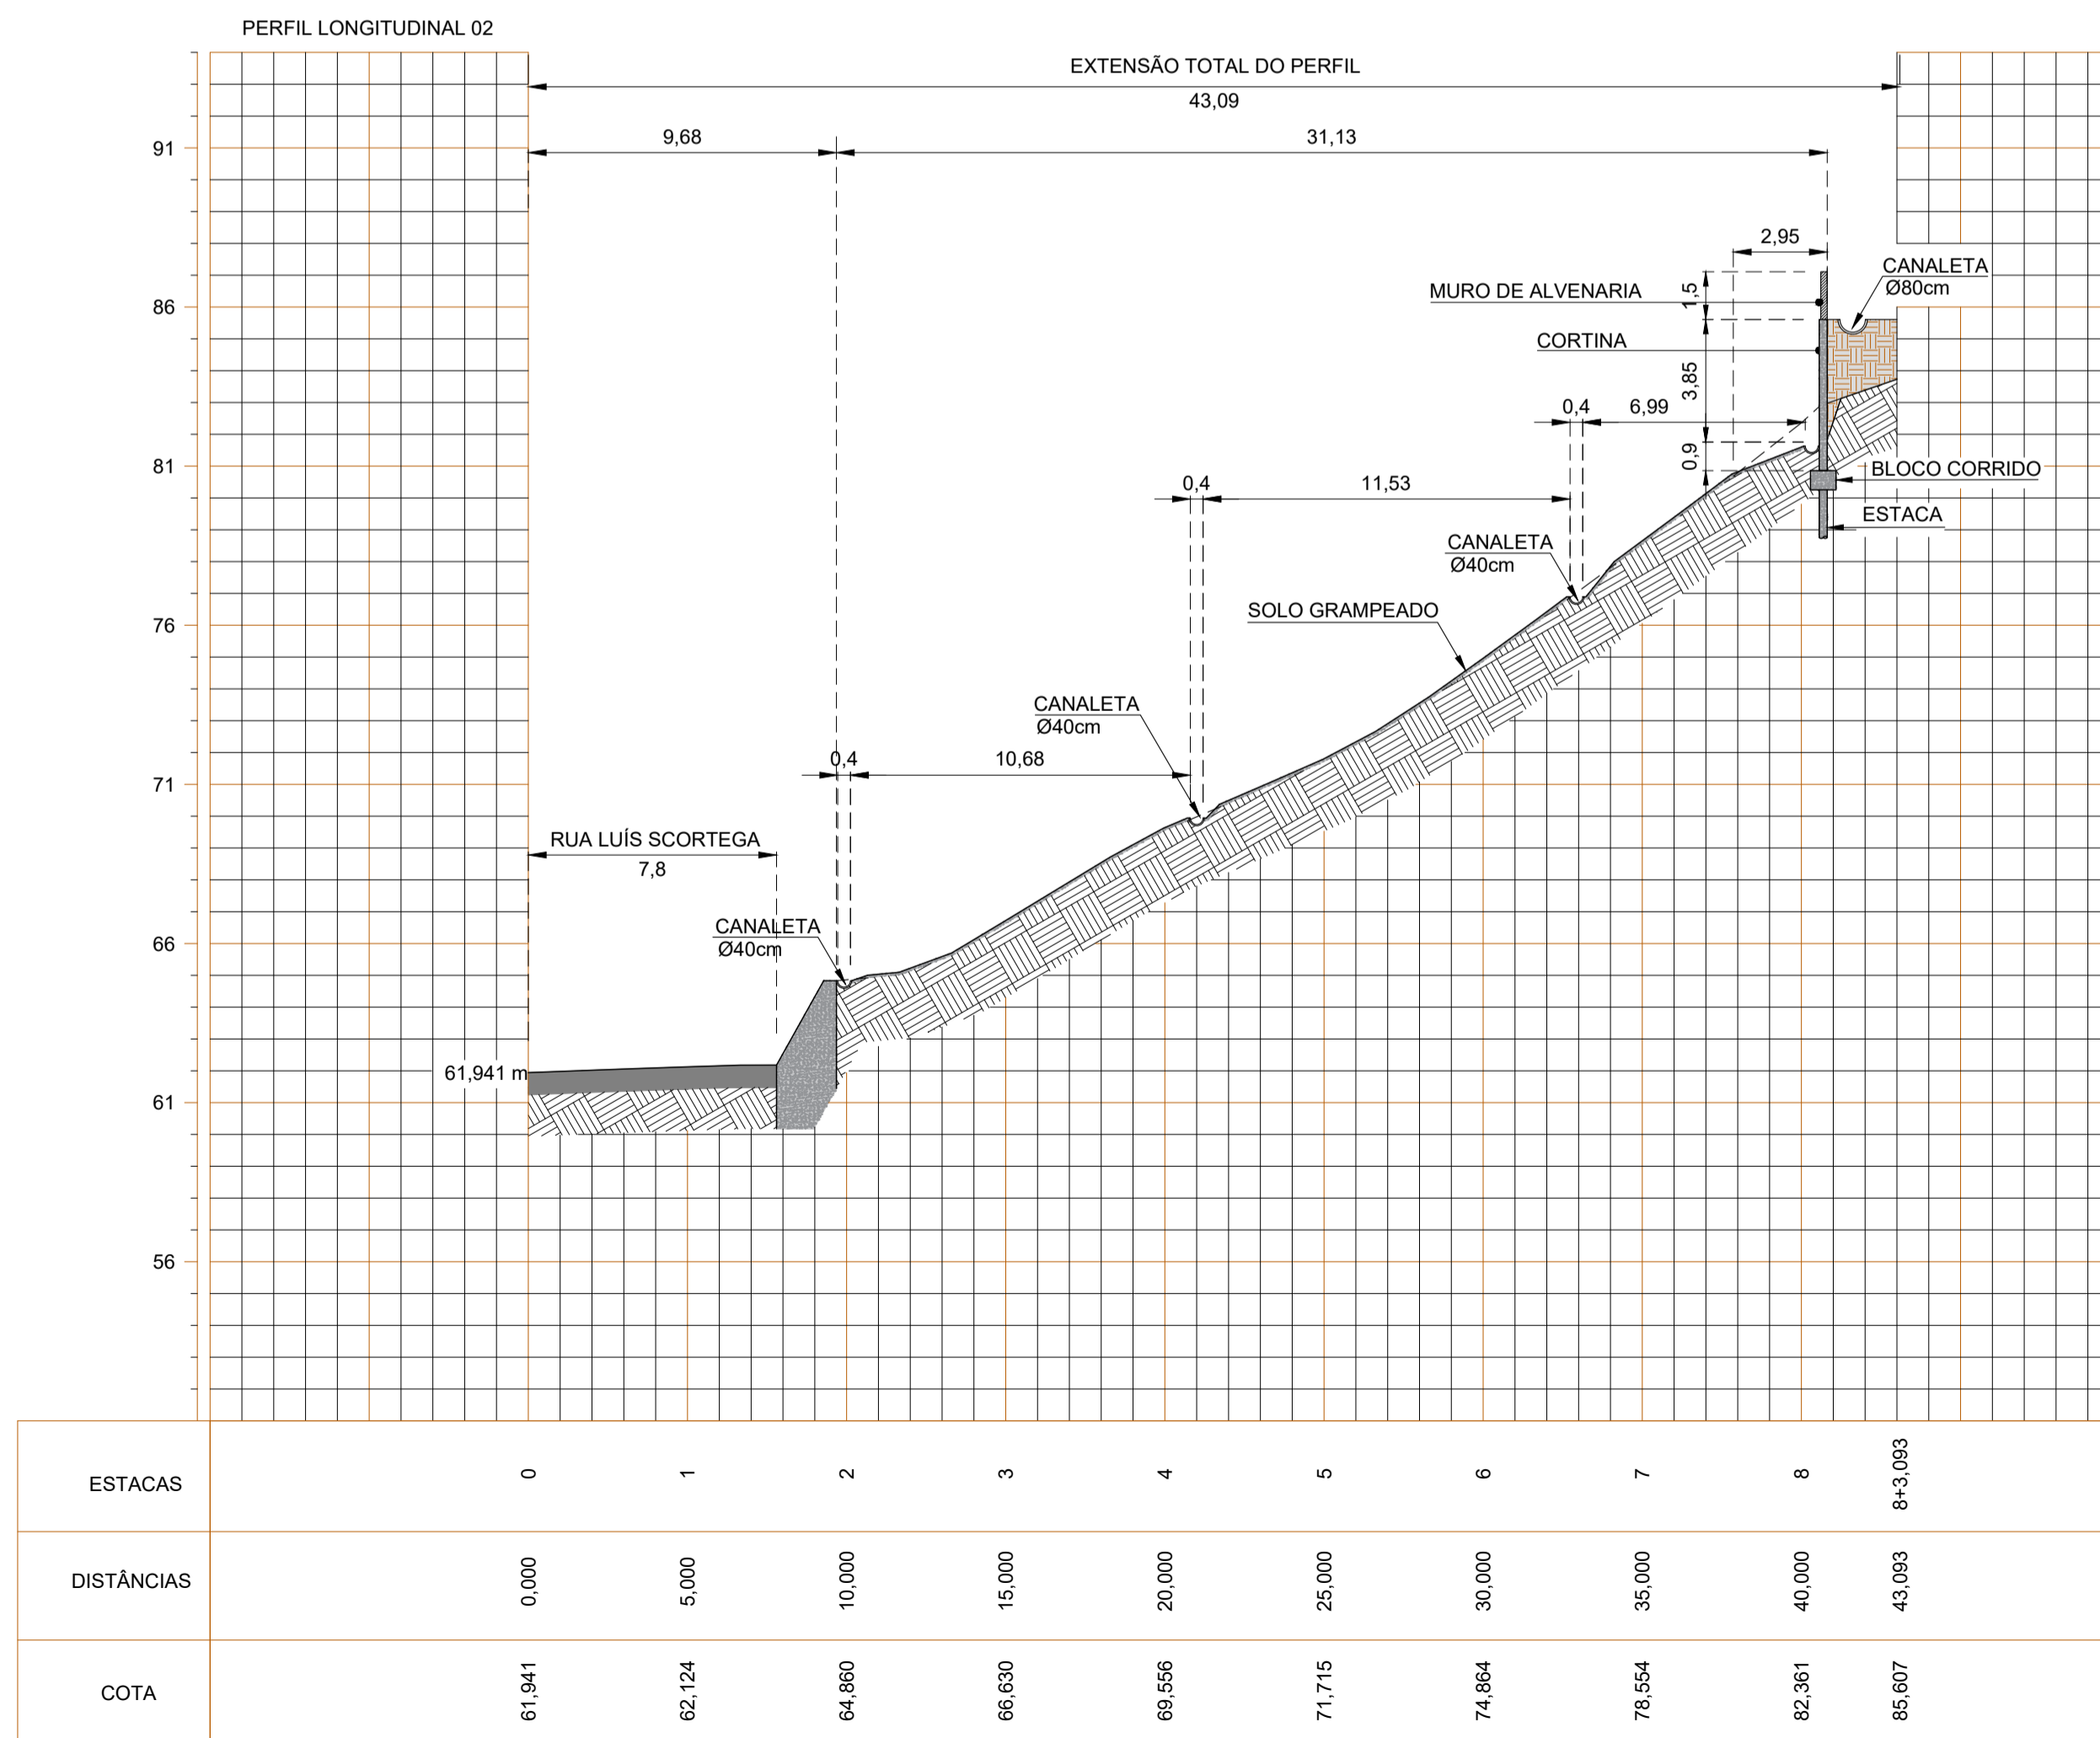 PERFIL LONGITUDINAL 02
EXTENSÃO TOTAL DO PERFIL
43,09
9,68
31,13
91
2,95
CANALETA
Ø80cm
MURO DE ALVENARIA
1,5
86
CORTINA
3,85
0,4
6,99
0,9
81
BLOCO CORRIDO
0,4
11,53
ESTACA
CANALETA
Ø40cm
SOLO GRAMPEADO
76
CANALETA
Ø40cm
0,4
10,68
71
RUA LUÍS SCORTEGA
7,8
CANALETA
Ø40cm
66
61,941 m
61
56
ESTACAS 0 1 2 3 4 5 6 7 8 8+3,093
DISTÂNCIAS 0,000 5,000 10,000 15,000 20,000 25,000 30,000 35,000 40,000 43,093
COTA 61,941 62,124 64,860 66,630 69,556 71,715 74,864 78,554 82,361 85,607